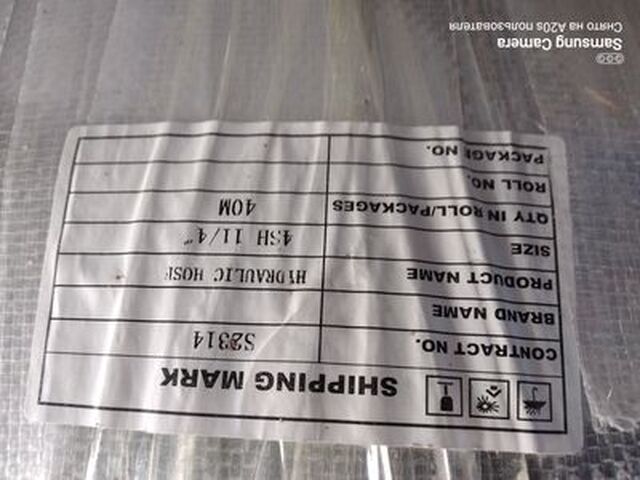 SHIPPING MARK
CONTRACT NO. S2314
BRAND NAME
PRODUCT NAME HYDRAULIC HOSE
SIZE 4SH 11/4"
QTY IN ROLL/PACKAGES 40M
ROLL NO.
PACKAGE NO.
Samsung Camera
Снято на A20s пользователя